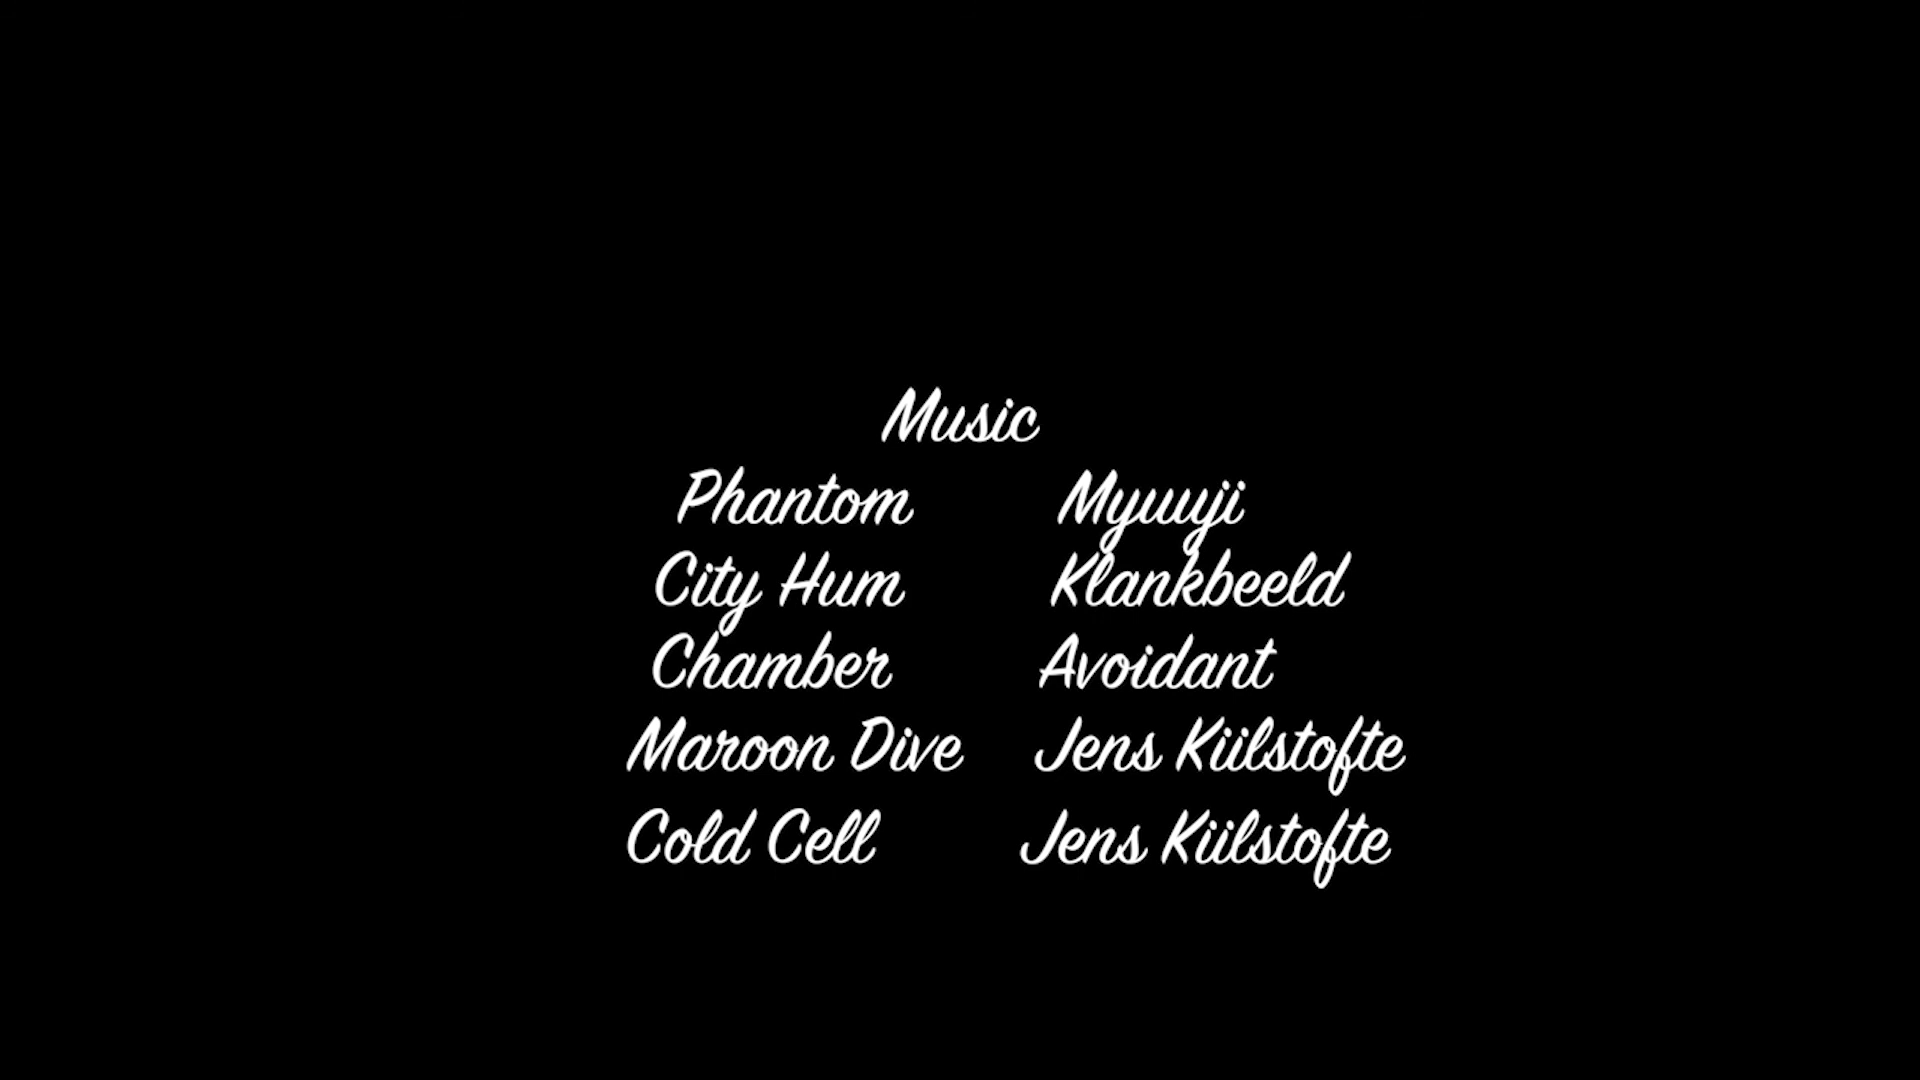 Music
Phantom Myuuji
City Hum Klankbeeld
Chamber Avoidant
Maroon Dive Jens Kiilstofte
Cold Cell Jens Kiilstofte